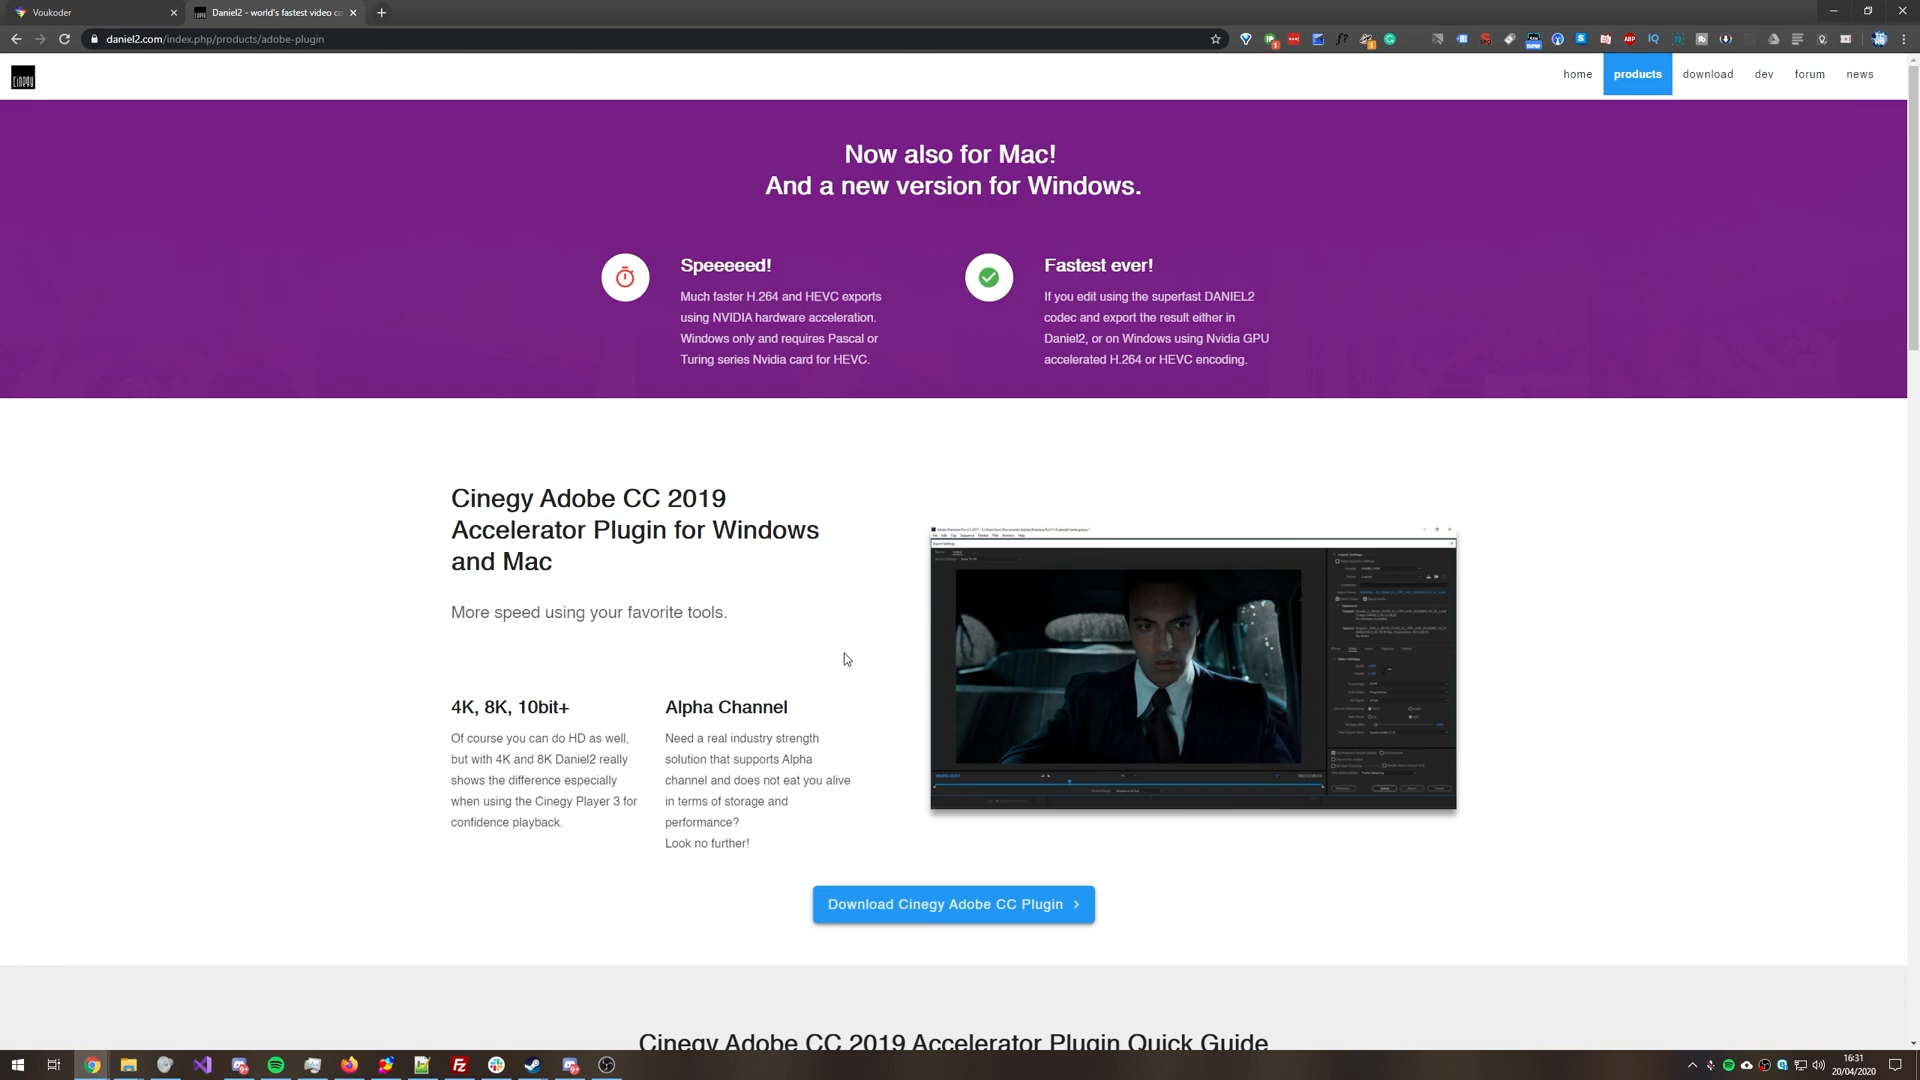 Voukoder
Daniel2 - world's fastest video co
daniel2.com/index.php/products/adobe-plugin
cinegy
home
products
download
dev
forum
news
Now also for Mac!
And a new version for Windows.
Speeeeed!
Much faster H.264 and HEVC exports
using NVIDIA hardware acceleration.
Windows only and requires Pascal or
Turing series Nvidia card for HEVC.
Fastest ever!
If you edit using the superfast DANIEL2
codec and export the result either in
Daniel2, or on Windows using Nvidia GPU
accelerated H.264 or HEVC encoding.
Cinegy Adobe CC 2019
Accelerator Plugin for Windows
and Mac
More speed using your favorite tools.
4K, 8K, 10bit+
Of course you can do HD as well,
but with 4K and 8K Daniel2 really
shows the difference especially
when using the Cinegy Player 3 for
confidence playback.
Alpha Channel
Need a real industry strength
solution that supports Alpha
channel and does not eat you alive
in terms of storage and
performance?
Look no further!
Download Cinegy Adobe CC Plugin
Cinegy Adobe CC 2019 Accelerator Plugin Quick Guide
16:31
20/04/2020